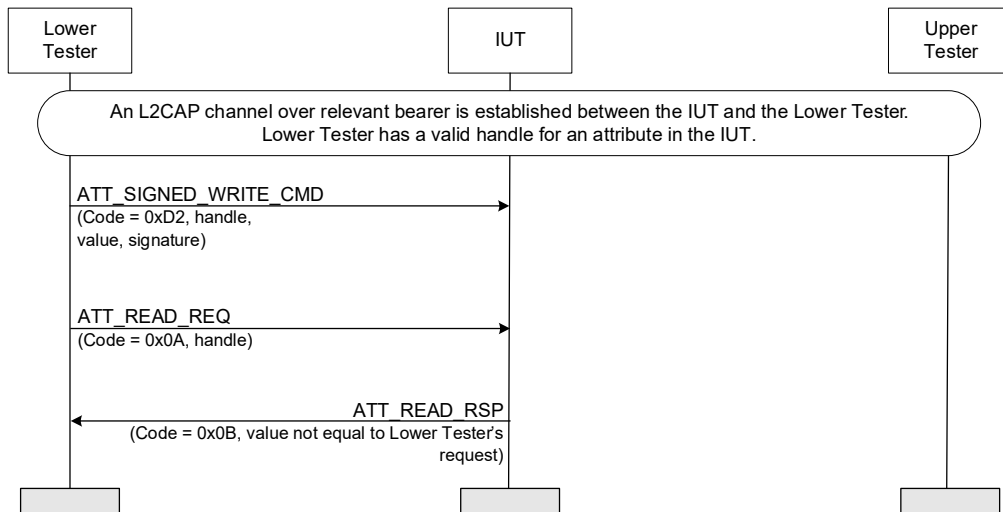 Lower
Tester
IUT
Upper
Tester
An L2CAP channel over relevant bearer is established between the IUT and the Lower Tester.
Lower Tester has a valid handle for an attribute in the IUT.
ATT_SIGNED_WRITE_CMD
(Code = 0xD2, handle,
value, signature)
ATT_READ_REQ
(Code = 0x0A, handle)
ATT_READ_RSP
(Code = 0x0B, value not equal to Lower Tester's
request)